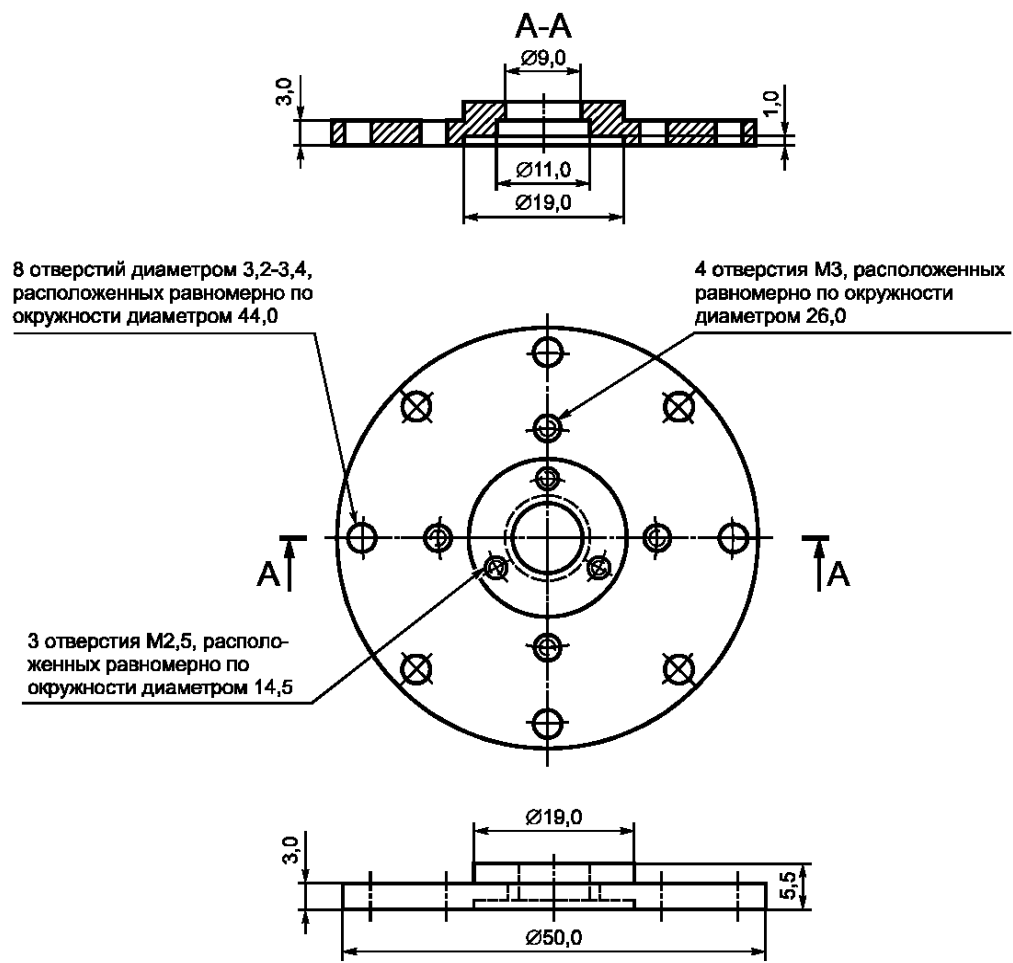 А-А
Ø9,0
3,0
1,0
Ø11,0
Ø19,0
8 отверстий диаметром 3,2-3,4,
расположенных равномерно по
окружности диаметром 44,0
4 отверстия М3, расположенных
равномерно по окружности
диаметром 26,0
А
А
3 отверстия М2,5, располо-
женных равномерно по
окружности диаметром 14,5
Ø19,0
3,0
5,5
Ø50,0